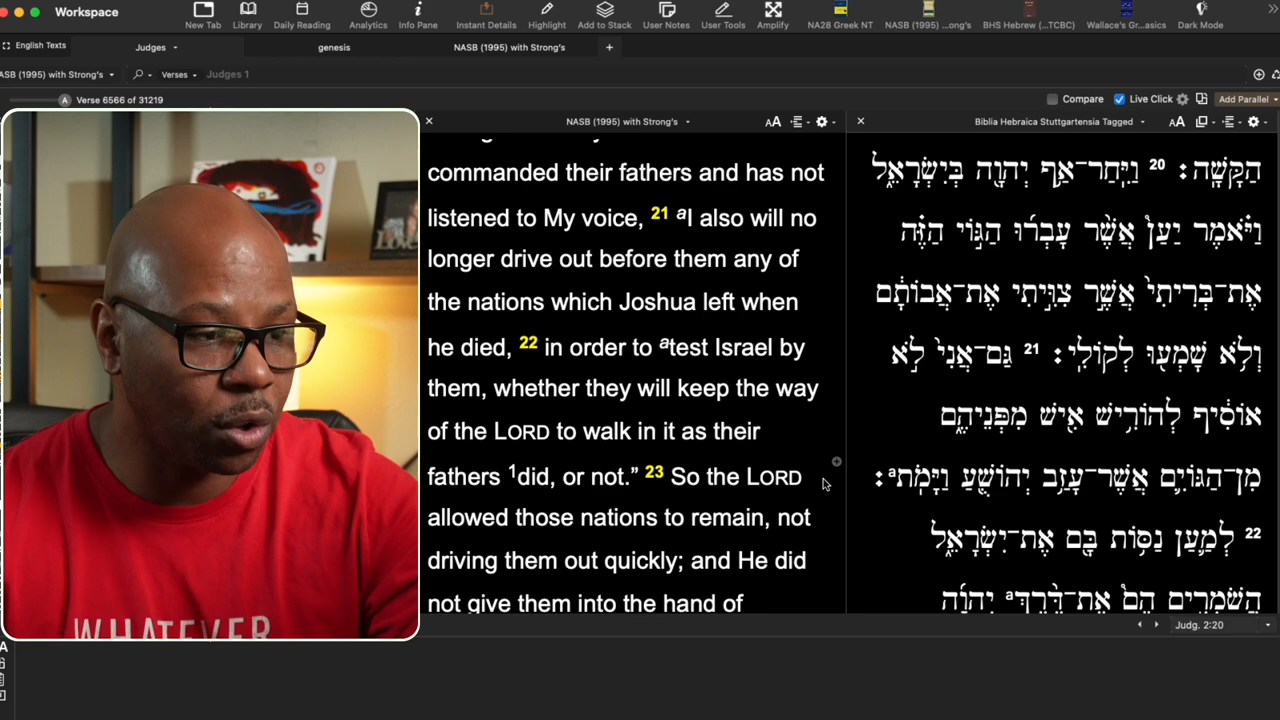 Workspace
New Tab
Library
Daily Reading
Analytics
Info Pane
Instant Details
Highlight
Add to Stack
User Notes
User Tools
Amplify
NA28 Greek NT
NASB (1995) ...ong's
BHS Hebrew (...TCBC)
Wallace's Gr...asics
Dark Mode
English Texts
Judges
genesis
NASB (1995) with Strong's
ASB (1995) with Strong's
Verses
Judges 1
A
Verse 6566 of 31219
Compare
Live Click
Add Parallel
NASB (1995) with Strong's
AA
Biblia Hebraica Stuttgartensia Tagged
AA
commanded their fathers and has not
listened to My voice, 21 aI also will no
longer drive out before them any of
the nations which Joshua left when
he died, 22 in order to atest Israel by
them, whether they will keep the way
of the LORD to walk in it as their
fathers 1did, or not.” 23 So the LORD
allowed those nations to remain, not
driving them out quickly; and He did
not give them into the hand of
הַקָּשָֽׁה׃ 20 וַיִּֽחַר־אַ֥ף יְהוָ֖ה בְּיִשְׂרָאֵ֑ל
וַיֹּ֗אמֶר יַעַן֩ אֲשֶׁ֨ר עָבְר֜וּ הַגּ֣וֹי הַזֶּ֗ה
אֶת־בְּרִיתִי֙ אֲשֶׁ֣ר צִוִּ֣יתִי אֶת־אֲבוֹתָ֔ם
וְלֹ֥א שָׁמְע֖וּ לְקוֹלִֽי׃ 21 גַּם־אֲנִי֙ לֹ֣א
אוֹסִ֔יף לְהוֹרִ֥ישׁ אִ֖ישׁ מִפְּנֵיהֶ֑ם
מִן־הַגּוֹיִ֛ם אֲשֶׁר־עָזַ֥ב יְהוֹשֻׁ֖עַ וַיָּמֹֽתa׃
22 לְמַ֛עַן נַסּ֥וֹת בָּ֖ם אֶת־יִשְׂרָאֵ֑ל
הֲשֹׁמְרִ֣ים הֵם֩ אֶת־דֶּ֨רֶךְa יְהוָ֜ה
Judg. 2:20
WHATEVER